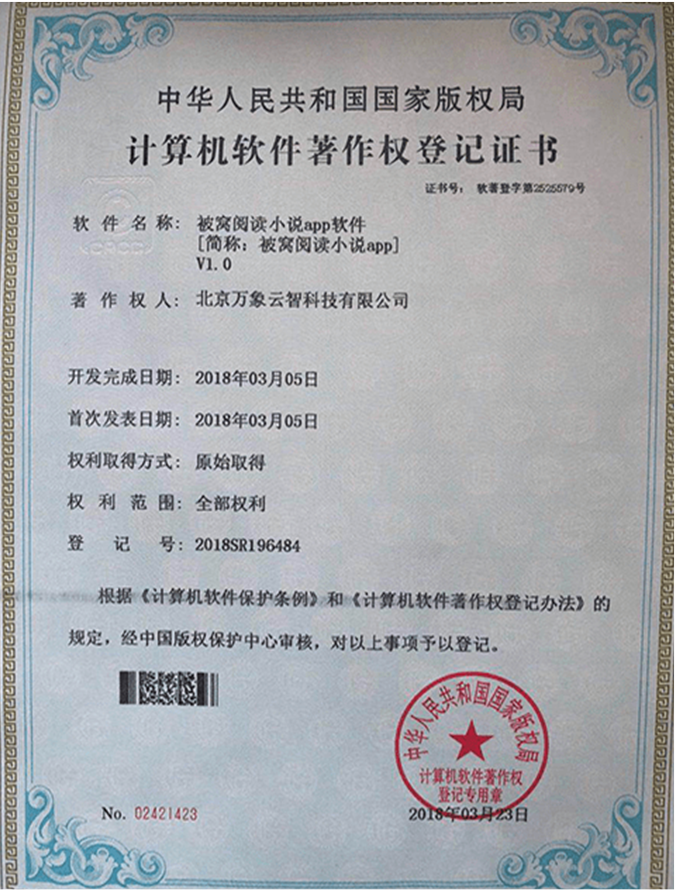 中华人民共和国国家版权局
计算机软件著作权登记证书
证书号： 软著登字第2525579号
软件名称： 被窝阅读小说app软件
[简称：被窝阅读小说app]
V1.0
著作权人： 北京万象云智科技有限公司
开发完成日期： 2018年03月05日
首次发表日期： 2018年03月05日
权利取得方式： 原始取得
权利范围： 全部权利
登记号： 2018SR196484
根据《计算机软件保护条例》和《计算机软件著作权登记办法》的
规定，经中国版权保护中心审核，对以上事项予以登记。
中华人民共和国国家版权局
计算机软件著作权
登记专用章
No. 02421423
2018年03月23日